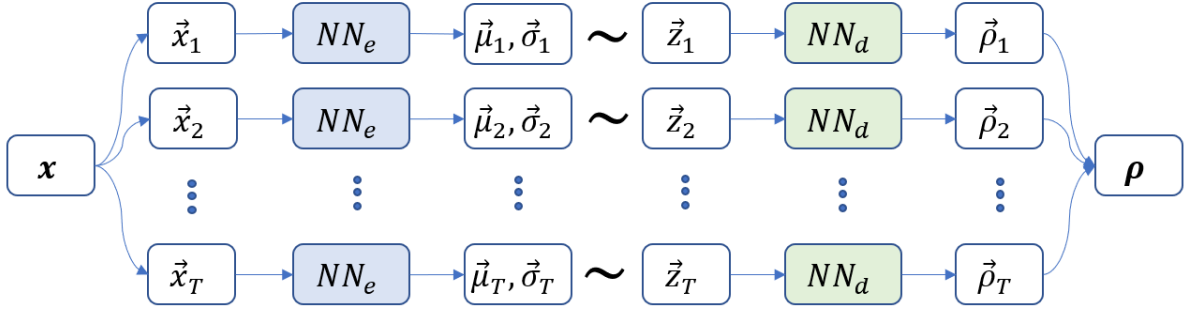 x⃗₁ NNₑ μ⃗₁, σ⃗₁ ~ z⃗₁ NN_d ρ⃗₁
x⃗₂ NNₑ μ⃗₂, σ⃗₂ ~ z⃗₂ NN_d ρ⃗₂
x ρ
x⃗_T NNₑ μ⃗_T, σ⃗_T ~ z⃗_T NN_d ρ⃗_T